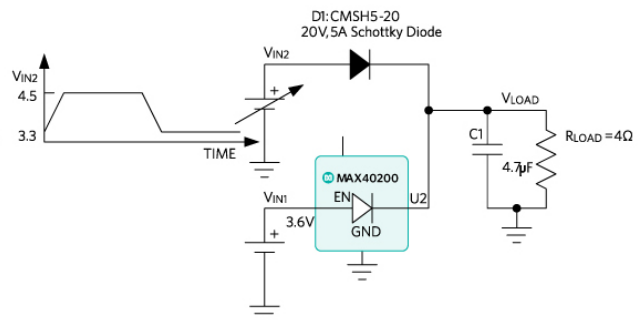 D1:CMSH5-20
20V,5A Schottky Diode
VIN2
VIN2
4.5
3.3
TIME
+
VLOAD
C1
4.7µF
RLOAD=4Ω
MAX40200
VIN1
EN
U2
3.6V
GND
+